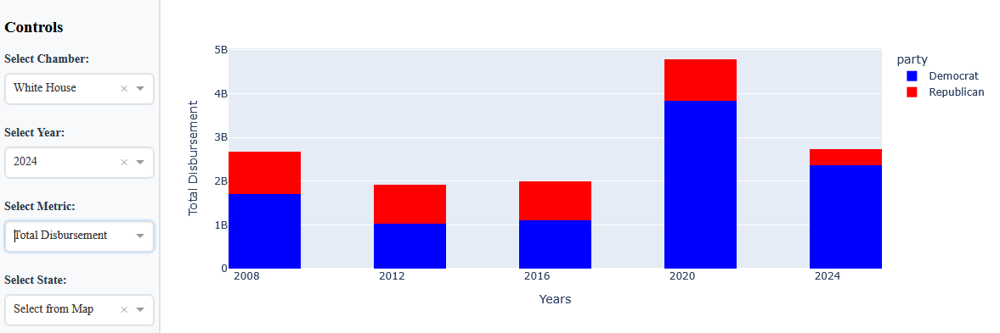 Controls
Select Chamber:
White House ×
Select Year:
2024 ×
Select Metric:
Total Disbursement
Select State:
Select from Map ×
Total Disbursement
5B
4B
3B
2B
1B
0
2008 2012 2016 2020 2024
Years
party
Democrat
Republican